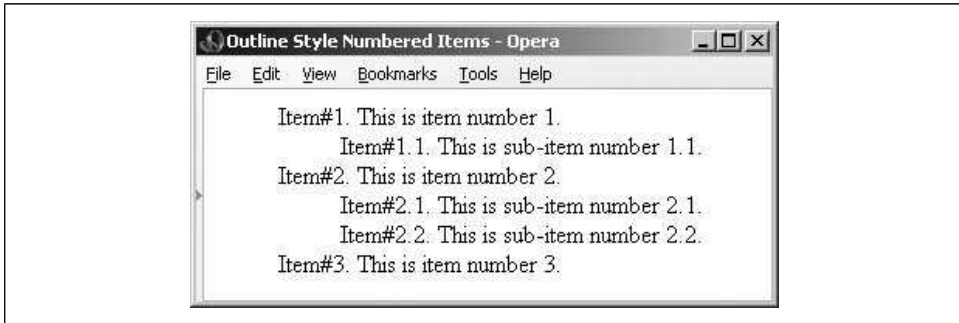 Outline Style Numbered Items - Opera
File Edit View Bookmarks Tools Help
Item#1. This is item number 1.
Item#1.1. This is sub-item number 1.1.
Item#2. This is item number 2.
Item#2.1. This is sub-item number 2.1.
Item#2.2. This is sub-item number 2.2.
Item#3. This is item number 3.